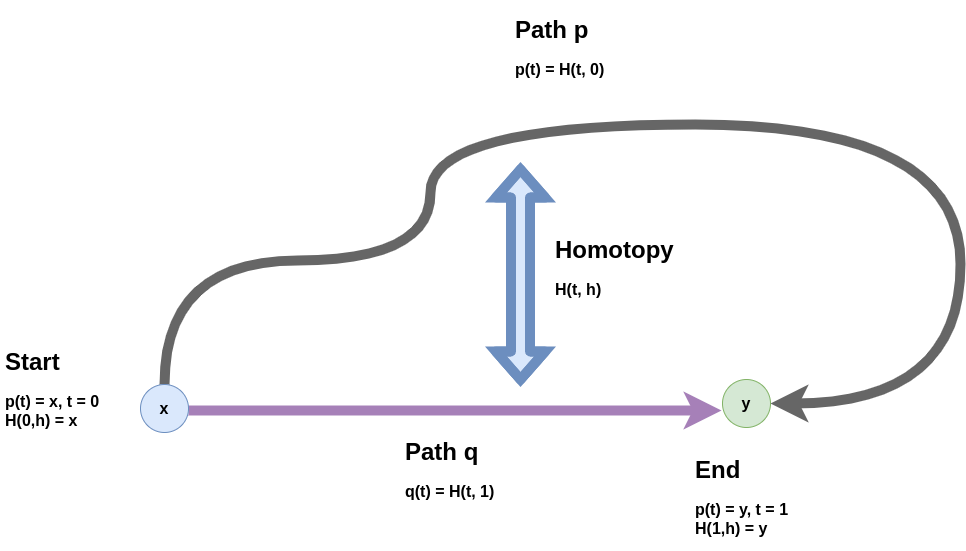 Path p
p(t) = H(t, 0)
Homotopy
H(t, h)
Start
p(t) = x, t = 0
H(0,h) = x
x
y
Path q
q(t) = H(t, 1)
End
p(t) = y, t = 1
H(1,h) = y